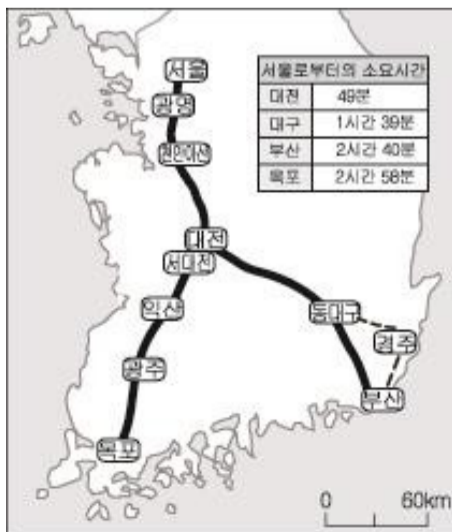 서울
광명
천안아산
대전
서대전
익산
광주
목포
동대구
경주
부산
서울로부터의 소요시간
대전 49분
대구 1시간 39분
부산 2시간 40분
목포 2시간 58분
0 60km